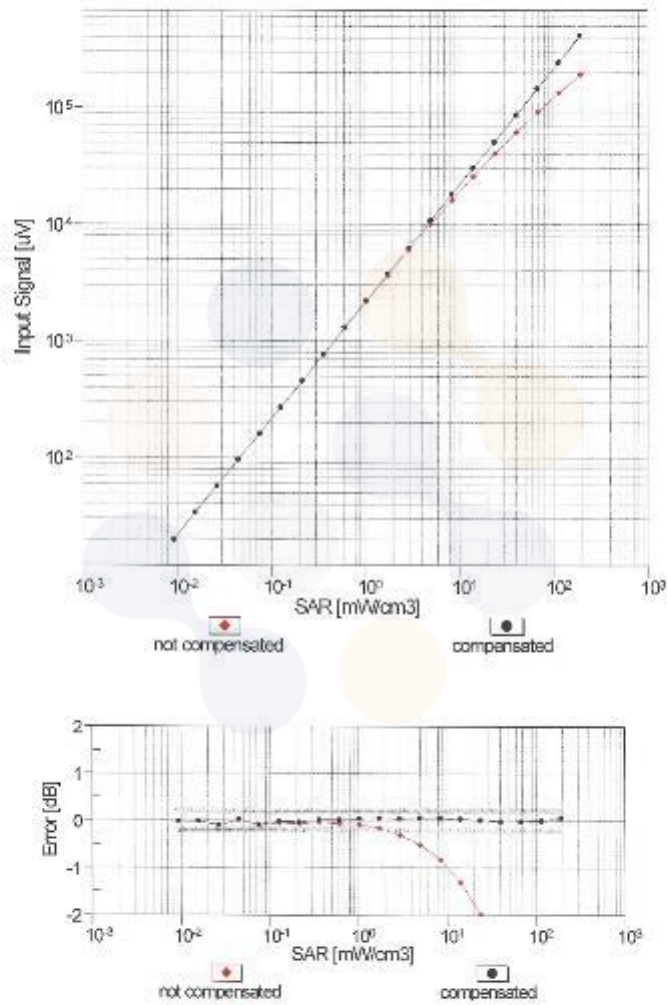 10⁵
10⁴
10³
10²
Input Signal [uV]
10⁻³ 10⁻² 10⁻¹ 10⁰ 10¹ 10² 10³
SAR [mW/cm3]
not compensated compensated
2
1
0
-1
-2
Error [dB]
10⁻³ 10⁻² 10⁻¹ 10⁰ 10¹ 10² 10³
SAR [mW/cm3]
not compensated compensated